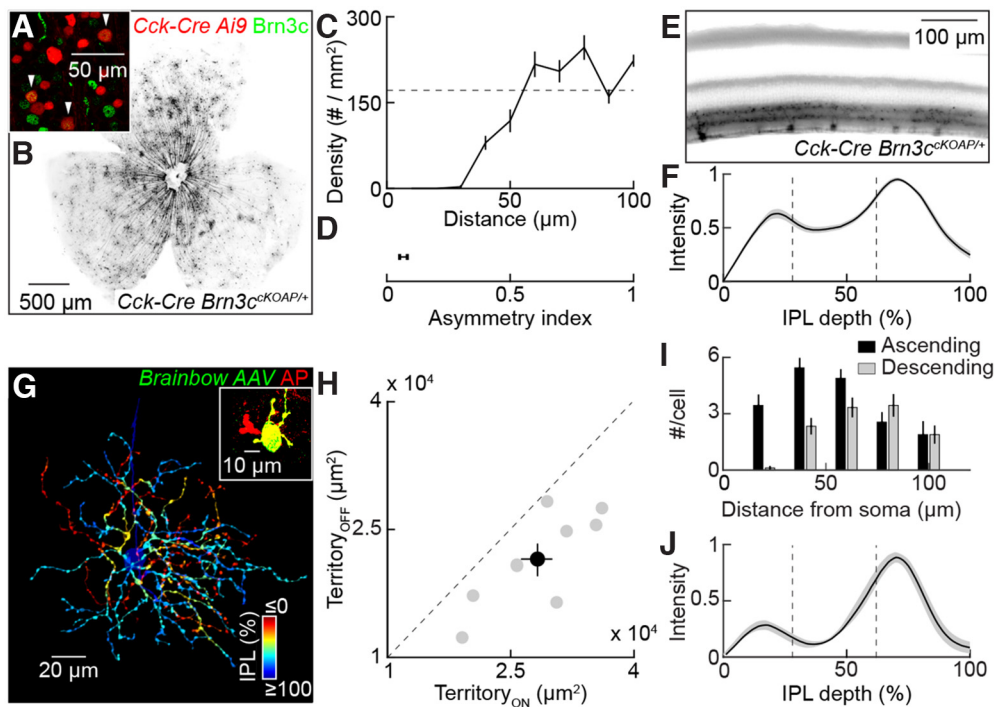 A
Cck-Cre Ai9 Brn3c
50 µm
B
500 µm
Cck-Cre Brn3c^cKOAP/+
C
300
150
0
Density (# / mm²)
0
50
100
Distance (µm)
D
0
0.5
1
Asymmetry index
E
100 µm
Cck-Cre Brn3c^cKOAP/+
F
1
0.5
0
Intensity
0
50
100
IPL depth (%)
G
Brainbow AAV AP
10 µm
20 µm
IPL (%)
≤0
≥100
H
x 10⁴
4
2.5
1
Territory_OFF (µm²)
x 10⁴
1
2.5
4
Territory_ON (µm²)
I
Ascending
Descending
6
3
0
#/cell
0
50
100
Distance from soma (µm)
J
1
0.5
0
Intensity
0
50
100
IPL depth (%)